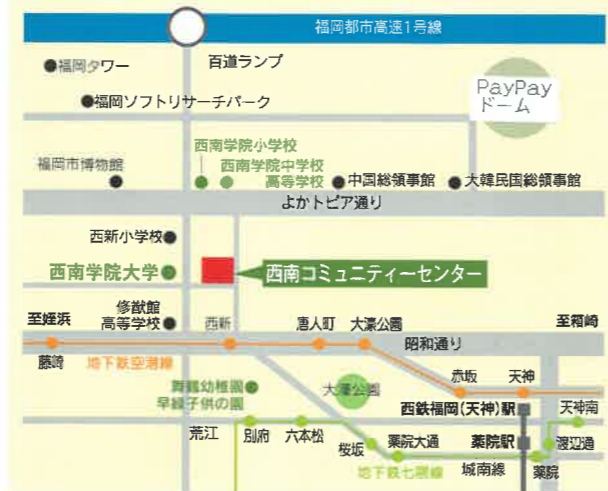 福岡都市高速1号線
福岡タワー
百道ランプ
福岡ソフトリサーチパーク
PayPay
ドーム
西南学院小学校
福岡市博物館
西南学院中学校
高等学校
中国総領事館
大韓民国総領事館
よかトピア通り
西新小学校
西南学院大学
西南コミュニティーセンター
修猷館
高等学校
至姪浜
西新
唐人町
大濠公園
至箱崎
昭和通り
藤崎
地下鉄空港線
赤坂
天神
舞鶴幼稚園
早緑子供の園
大濠公園
西鉄福岡(天神)駅
天神南
荒江
別府
六本松
桜坂
薬院大通
薬院駅
渡辺通
地下鉄七隈線
城南線
薬院